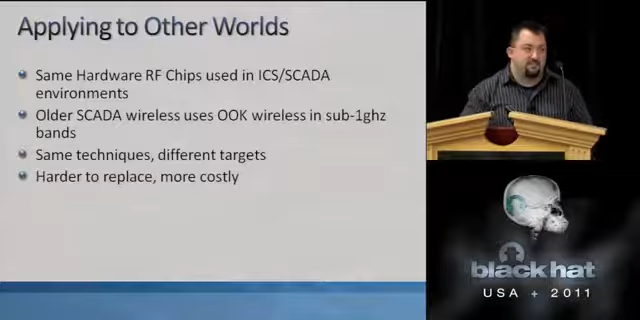 Applying to Other Worlds
Same Hardware RF Chips used in ICS/SCADA
environments
Older SCADA wireless uses OOK wireless in sub-1ghz
bands
Same techniques, different targets
Harder to replace, more costly
black hat
USA + 2011